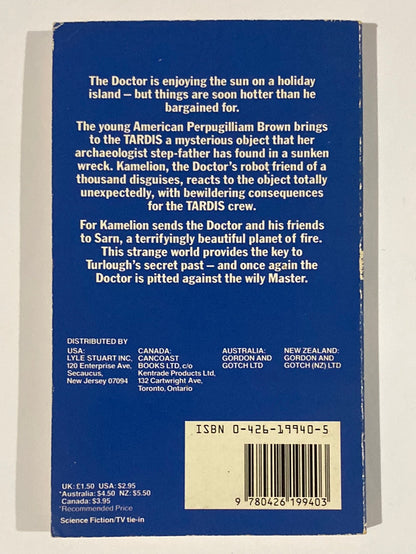 The Doctor is enjoying the sun on a holiday
island – but things are soon hotter than he
bargained for.
The young American Perpugilliam Brown brings
to the TARDIS a mysterious object that her
archaeologist step-father has found in a sunken
wreck. Kamelion, the Doctor's robot friend of
a thousand disguises, reacts to the object totally
unexpectedly, with bewildering consequences
for the TARDIS crew.
For Kamelion sends the Doctor and his friends
to Sarn, a terrifyingly beautiful planet of fire.
This strange world provides the key to
Turlough's secret past – and once again the
Doctor is pitted against the wily Master.
DISTRIBUTED BY
USA:
LYLE STUART INC,
120 Enterprise Ave,
Secaucus,
New Jersey 07094
CANADA:
CANCOAST
BOOKS LTD, c/o
Kentrade Products Ltd,
132 Cartwright Ave,
Toronto, Ontario
AUSTRALIA:
GORDON AND
GOTCH LTD
NEW ZEALAND:
GORDON AND
GOTCH (NZ) LTD
ISBN 0-426-19940-5
9 780426 199403
UK: £1.50 USA: $2.95
*Australia: $4.50 NZ: $5.50
Canada: $3.95
*Recommended Price
Science Fiction/TV tie-in